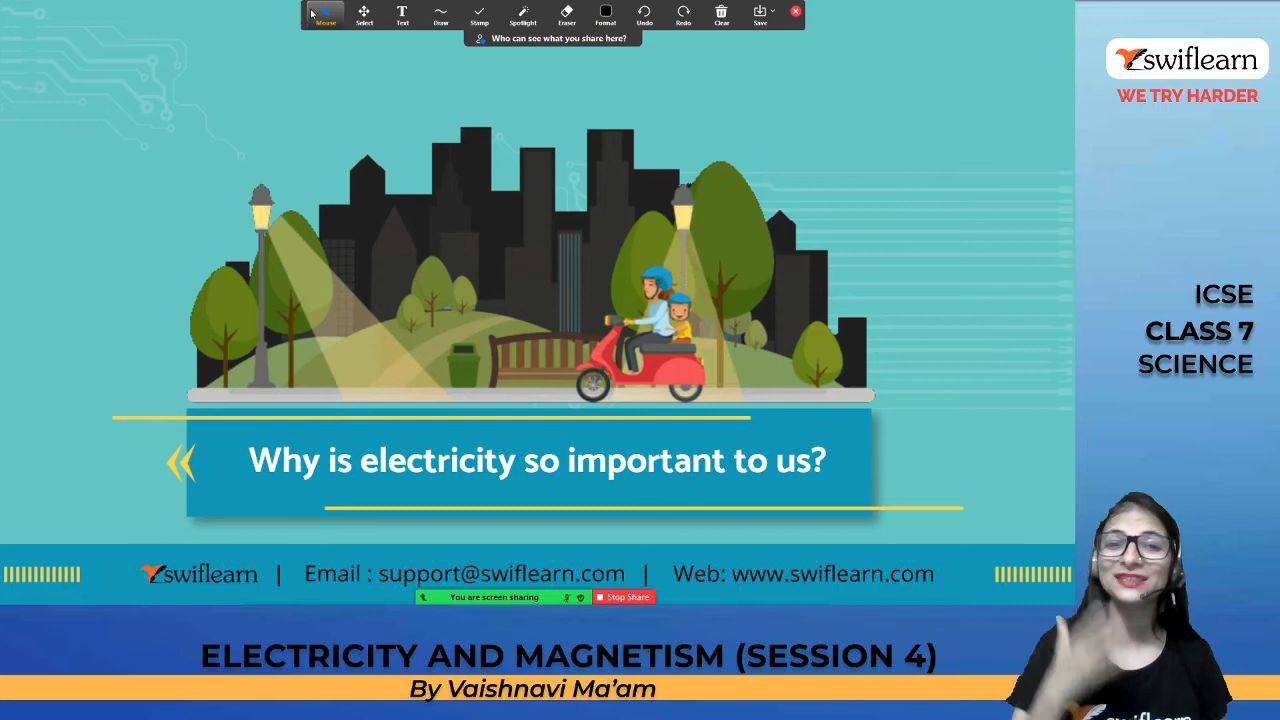 Mouse
Select
Text
Draw
Stamp
Spotlight
Eraser
Format
Undo
Redo
Clear
Save
Who can see what you share here?
swiflearn
WE TRY HARDER
ICSE
CLASS 7
SCIENCE
Why is electricity so important to us?
swiflearn | Email : support@swiflearn.com | Web: www.swiflearn.com
You are screen sharing
Stop Share
ELECTRICITY AND MAGNETISM (SESSION 4)
By Vaishnavi Ma'am
swiflearn